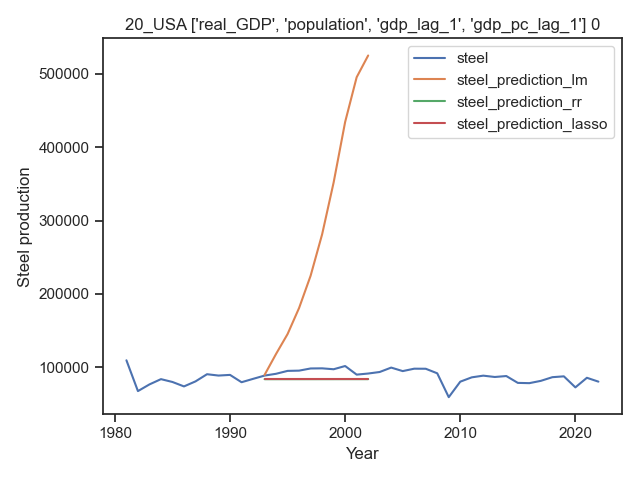 20_USA ['real_GDP', 'population', 'gdp_lag_1', 'gdp_pc_lag_1'] 0
steel
steel_prediction_lm
steel_prediction_rr
steel_prediction_lasso
500000
400000
300000
200000
100000
Steel production
1980 1990 2000 2010 2020
Year